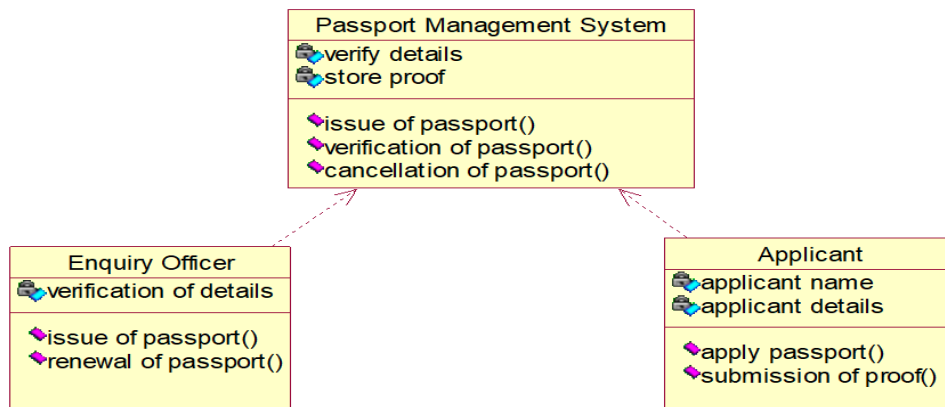 Passport Management System
verify details
store proof
issue of passport()
verification of passport()
cancellation of passport()
Enquiry Officer
verification of details
issue of passport()
renewal of passport()
Applicant
applicant name
applicant details
apply passport()
submission of proof()